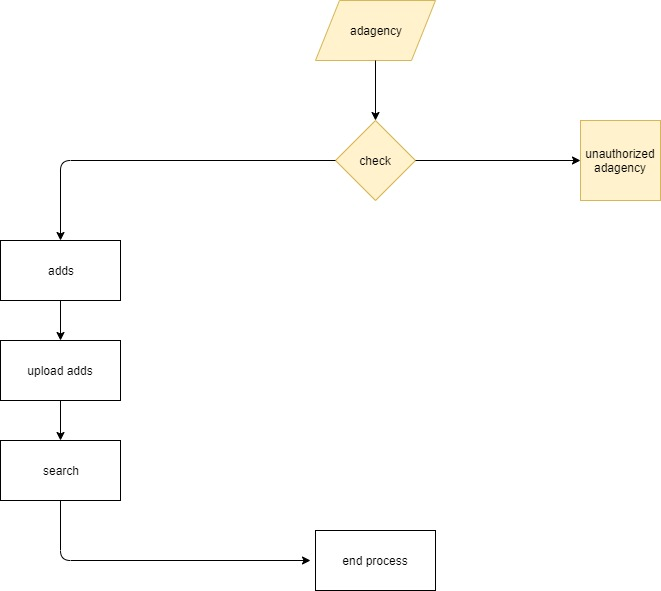 adagency
check
unauthorized
adagency
adds
upload adds
search
end process